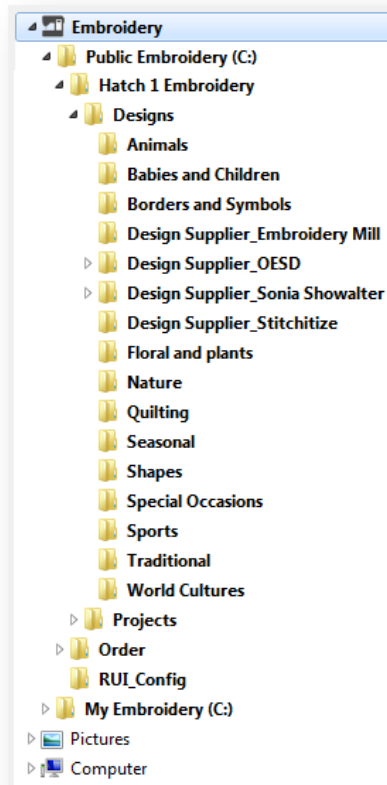 Embroidery
Public Embroidery (C:)
Hatch 1 Embroidery
Designs
Animals
Babies and Children
Borders and Symbols
Design Supplier_Embroidery Mill
Design Supplier_OESD
Design Supplier_Sonia Showalter
Design Supplier_Stitchitize
Floral and plants
Nature
Quilting
Seasonal
Shapes
Special Occasions
Sports
Traditional
World Cultures
Projects
Order
RUI_Config
My Embroidery (C:)
Pictures
Computer